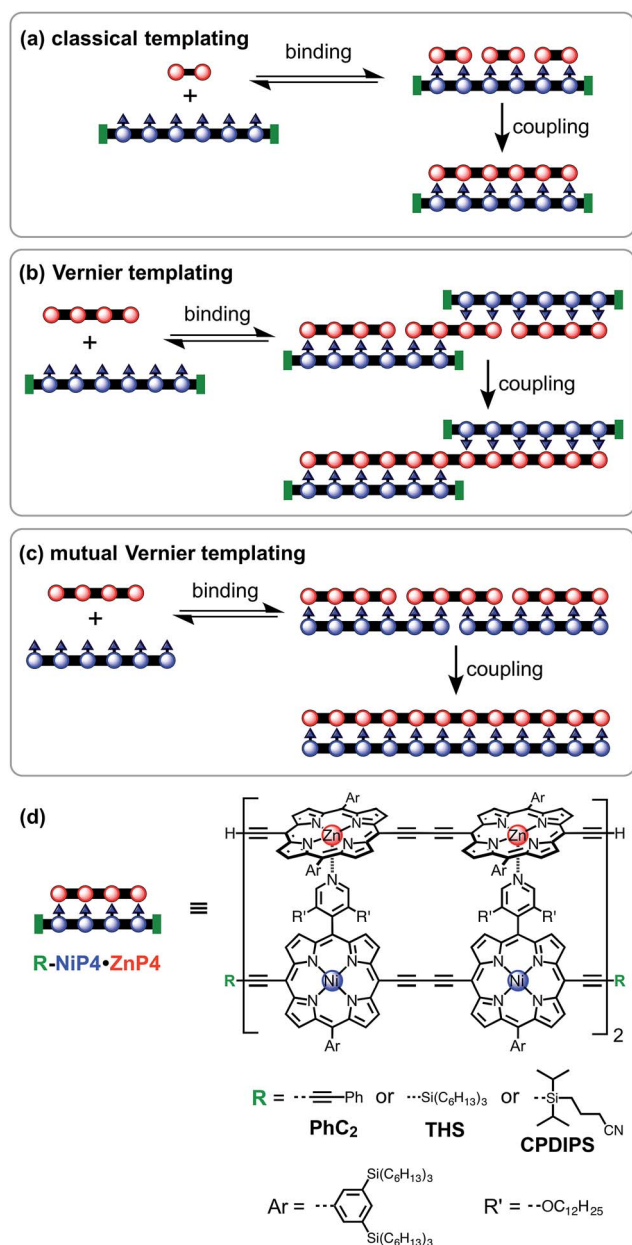 (a) classical templating
binding
+
coupling
(b) Vernier templating
binding
+
coupling
(c) mutual Vernier templating
binding
+
coupling
(d)
Ar Ar
H N N N N Zn N N N N Zn H
Ar Ar
N N
R' R' R' R'
≡
R-NiP4•ZnP4
R N N N N Ni N N N N Ni R
Ar Ar
2
R = Ph or Si(C6H13)3 or Si CN
PhC2 THS CPDIPS
Si(C6H13)3
Ar = R' = OC12H25
Si(C6H13)3